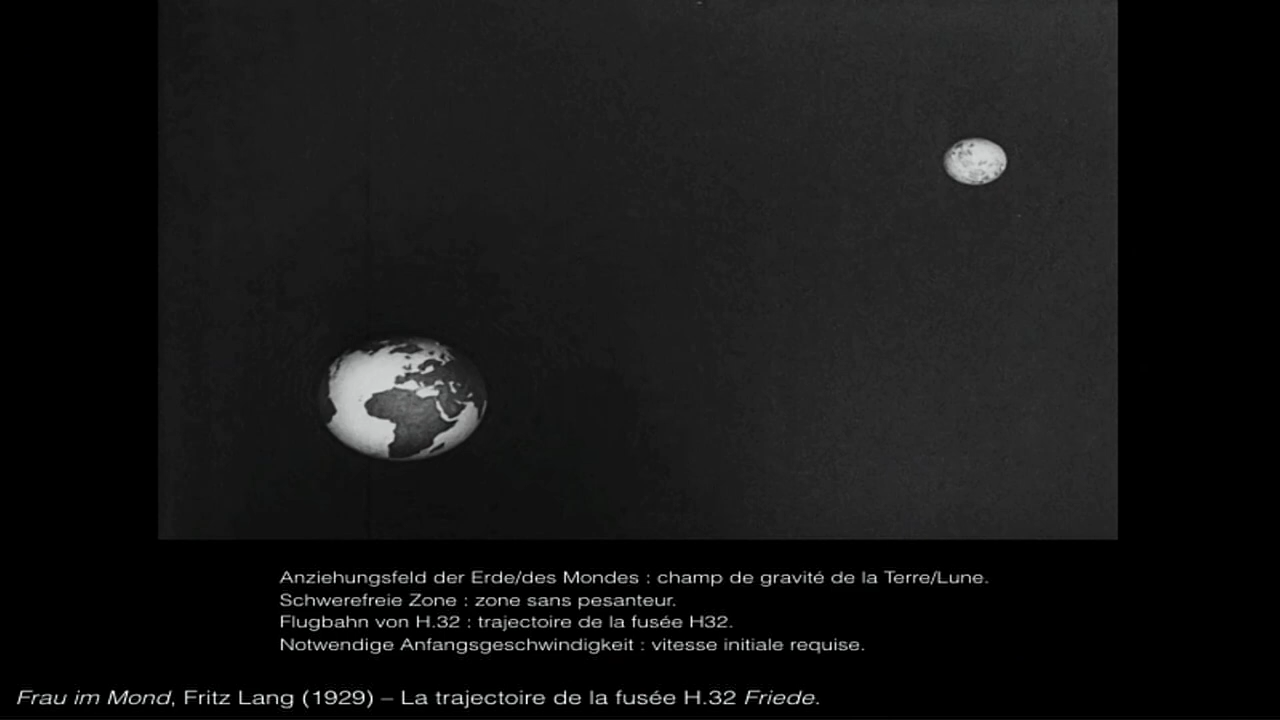 Anziehungsfeld der Erde/des Mondes : champ de gravité de la Terre/Lune.
Schwerefreie Zone : zone sans pesanteur.
Flugbahn von H.32 : trajectoire de la fusée H32.
Notwendige Anfangsgeschwindigkeit : vitesse initiale requise.
Frau im Mond, Fritz Lang (1929) – La trajectoire de la fusée H.32 Friede.